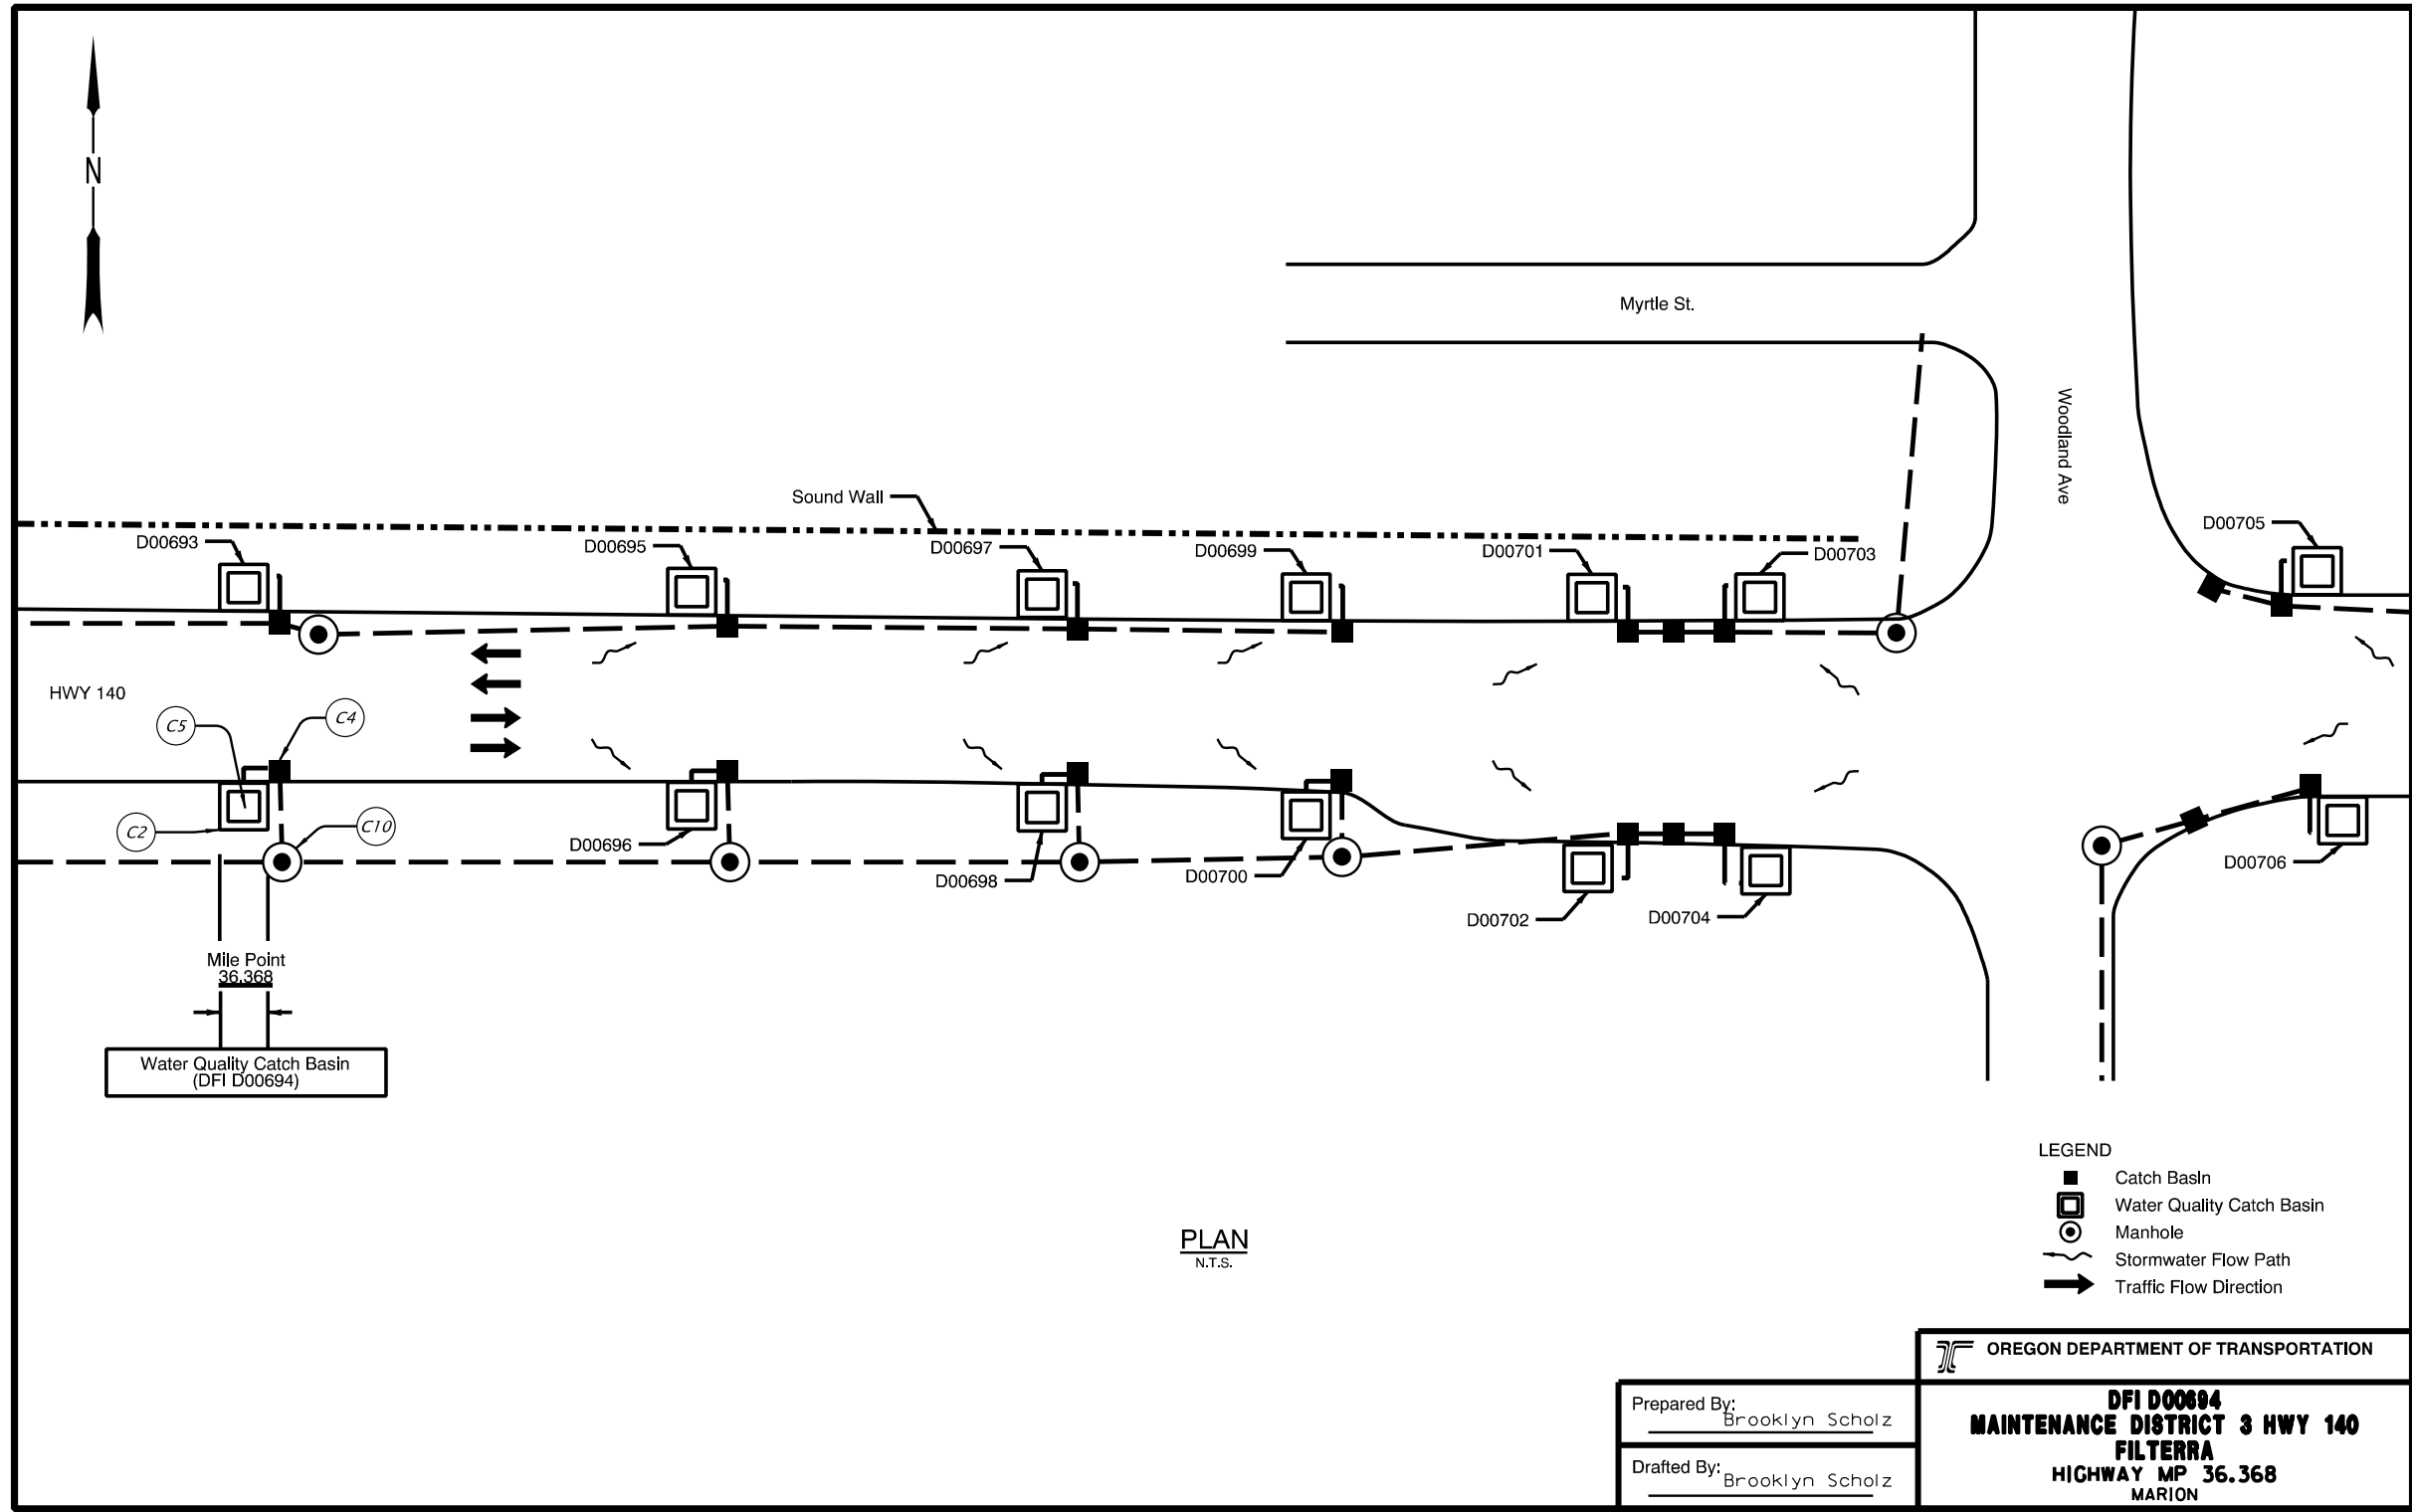 N
Myrtle St.
Woodland Ave
Sound Wall
D00693
D00695
D00697
D00699
D00701
D00703
D00705
HWY 140
C5
C4
C2
C10
D00696
D00698
D00700
D00702
D00704
D00706
Mile Point
36.368
Water Quality Catch Basin
(DFI D00694)
PLAN
N.T.S.
LEGEND
Catch Basin
Water Quality Catch Basin
Manhole
Stormwater Flow Path
Traffic Flow Direction
OREGON DEPARTMENT OF TRANSPORTATION
Prepared By:
Brooklyn Scholz
Drafted By:
Brooklyn Scholz
DFI D00694
MAINTENANCE DISTRICT 3 HWY 140
FILTERRA
HIGHWAY MP 36.368
MARION